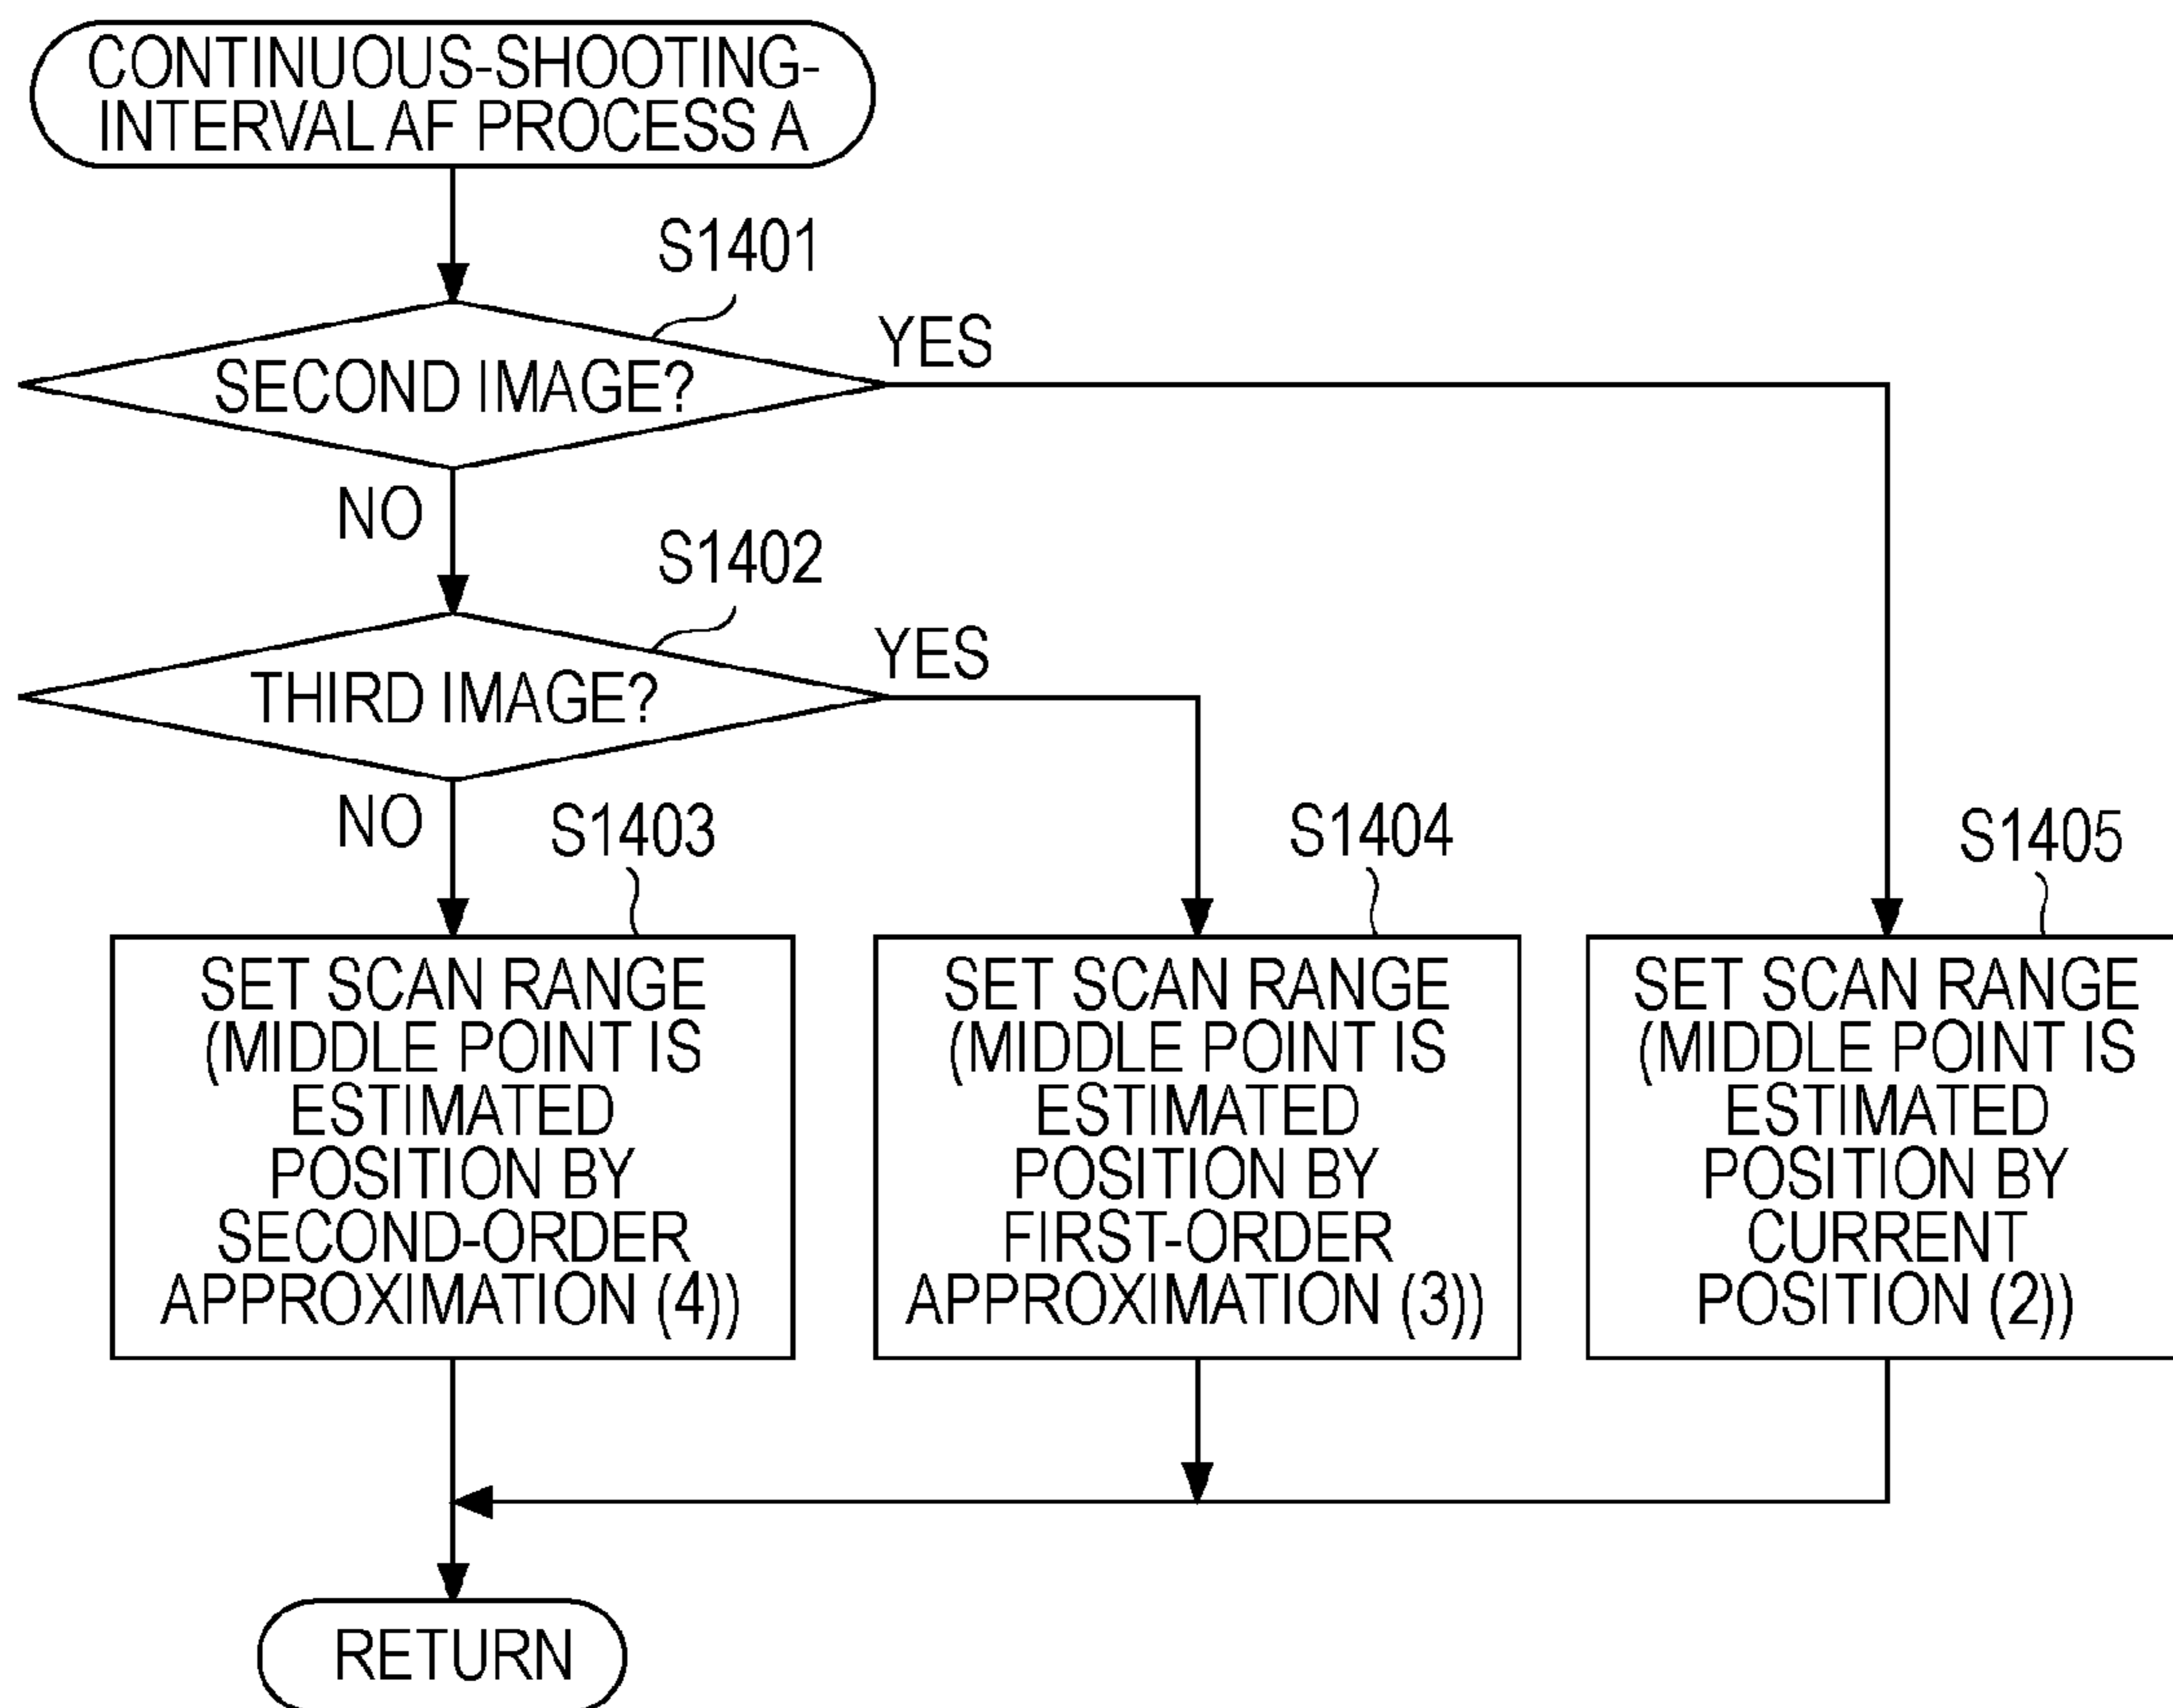 CONTINUOUS-SHOOTING-
INTERVAL AF PROCESS A
S1401
SECOND IMAGE?
YES
NO
S1402
THIRD IMAGE?
YES
NO
S1403
SET SCAN RANGE
(MIDDLE POINT IS
ESTIMATED
POSITION BY
SECOND-ORDER
APPROXIMATION (4))
S1404
SET SCAN RANGE
(MIDDLE POINT IS
ESTIMATED
POSITION BY
FIRST-ORDER
APPROXIMATION (3))
S1405
SET SCAN RANGE
(MIDDLE POINT IS
ESTIMATED
POSITION BY
CURRENT
POSITION (2))
RETURN